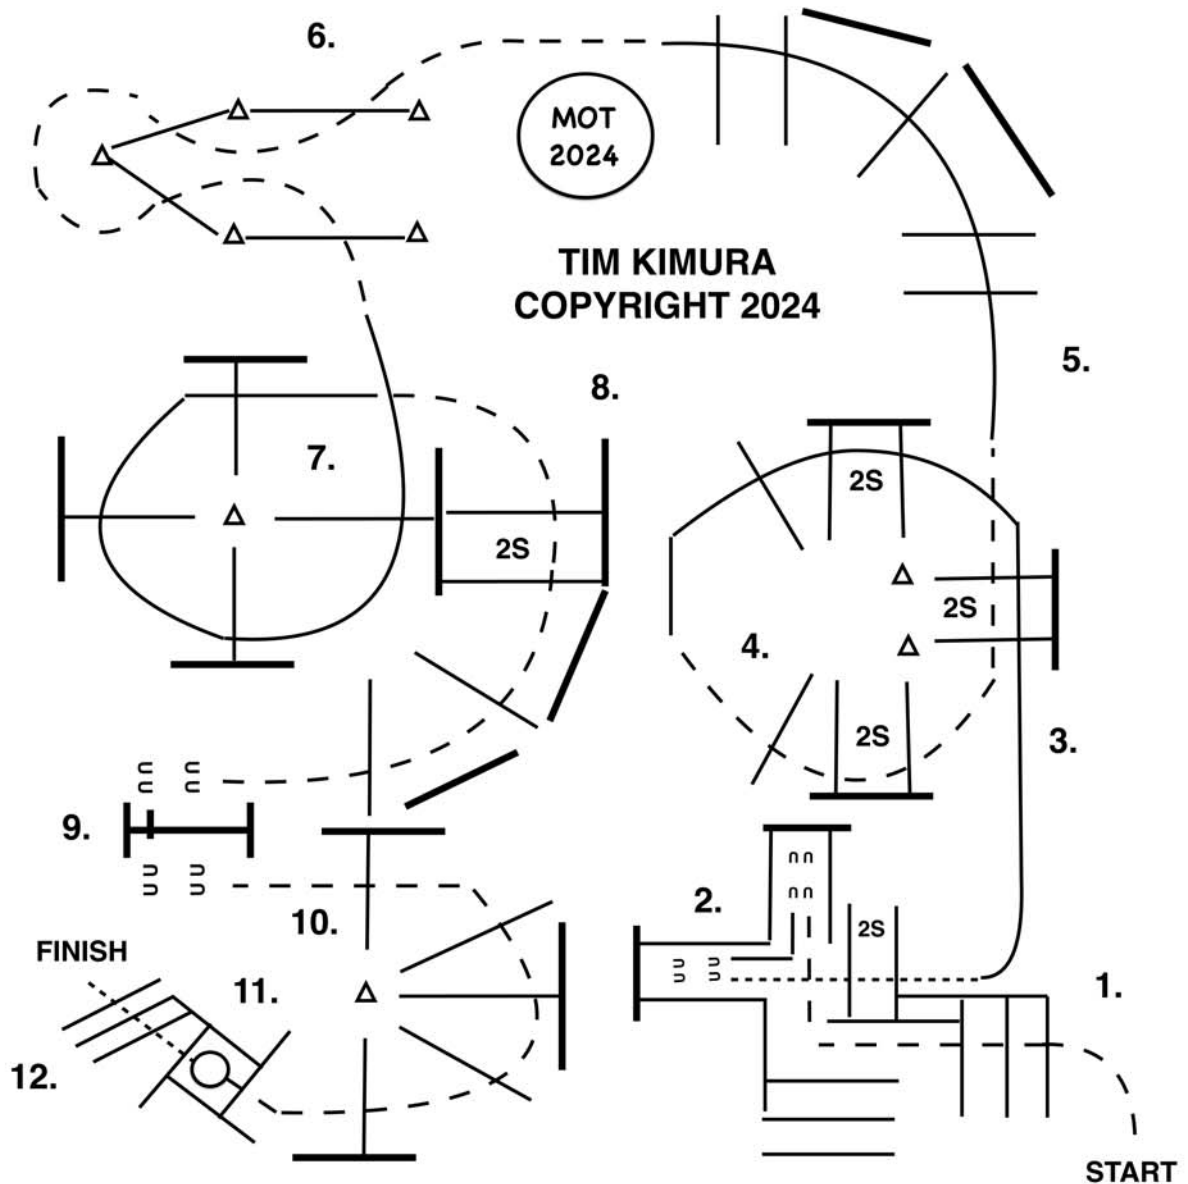 6.
MOT
2024
TIM KIMURA
COPYRIGHT 2024
5.
8.
7.
2S
2S
2S
4.
2S
3.
2S
9.
2.
2S
10.
FINISH
11.
1.
12.
START